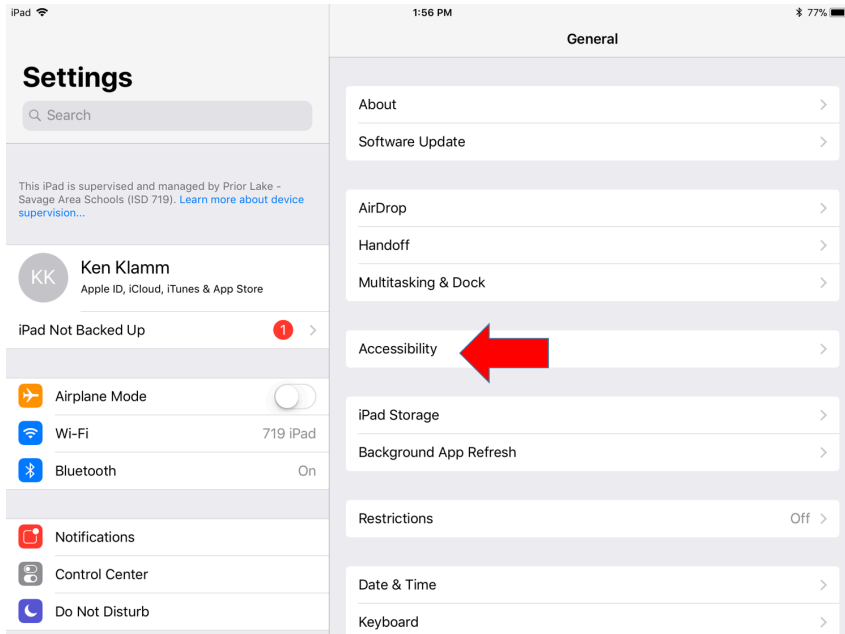 iPad 1:56 PM 77%
Settings
Search
This iPad is supervised and managed by Prior Lake -
Savage Area Schools (ISD 719). Learn more about device
supervision...
KK
Ken Klamm
Apple ID, iCloud, iTunes & App Store
iPad Not Backed Up 1
Airplane Mode
Wi-Fi 719 iPad
Bluetooth On
Notifications
Control Center
Do Not Disturb
General
About
Software Update
AirDrop
Handoff
Multitasking & Dock
Accessibility
iPad Storage
Background App Refresh
Restrictions Off
Date & Time
Keyboard